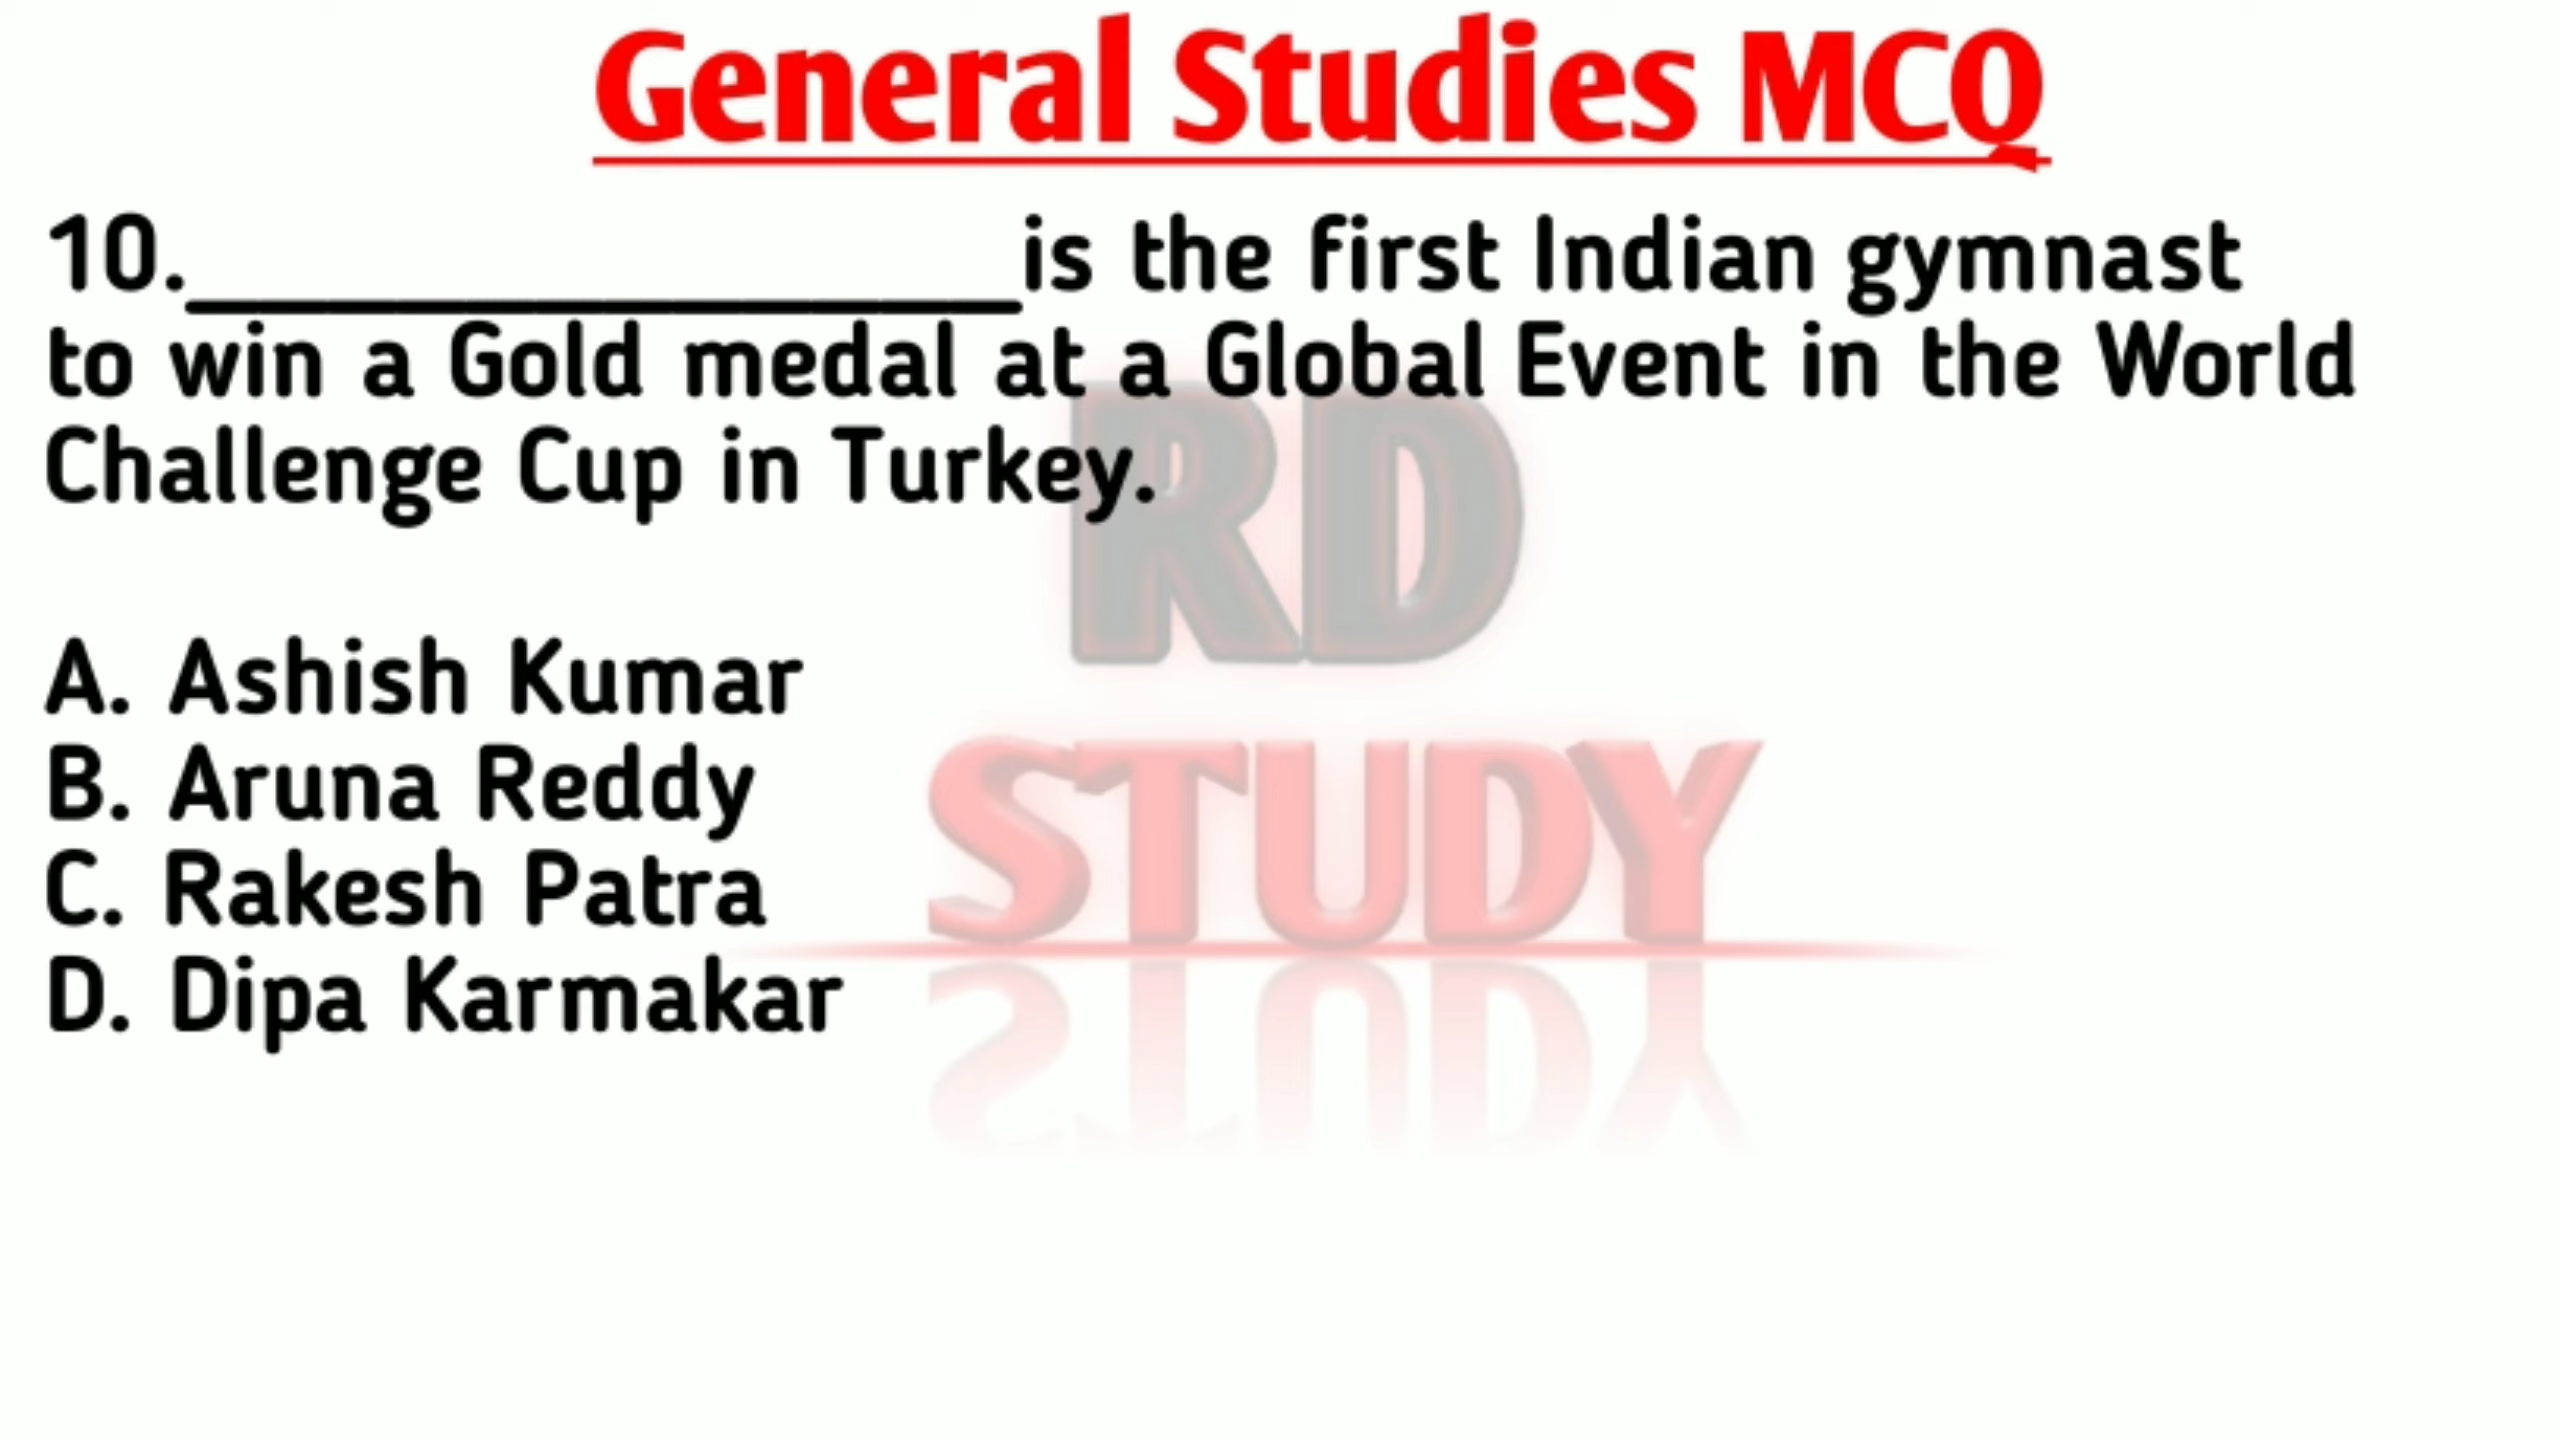 General Studies MCQ
10.________________is the first Indian gymnast
to win a Gold medal at a Global Event in the World
Challenge Cup in Turkey.
A. Ashish Kumar
B. Aruna Reddy
C. Rakesh Patra
D. Dipa Karmakar
RD
STUDY